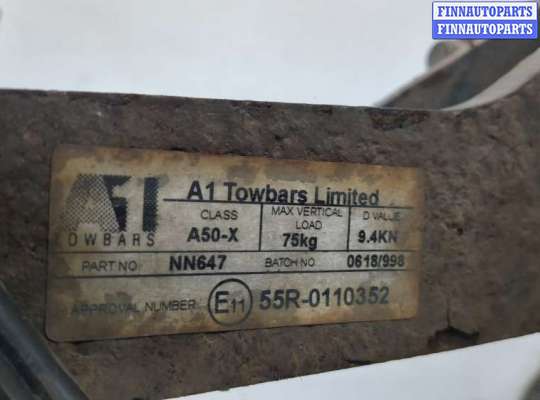 FINNAUTOPARTS
FINNAUTOPARTS
A1
TOWBARS
A1 Towbars Limited
CLASS
A50-X
MAX VERTICAL
LOAD
75kg
D VALUE
9.4KN
PART NO NN647 BATCH NO 0618/998
APPROVAL NUMBER E11 55R-0110352